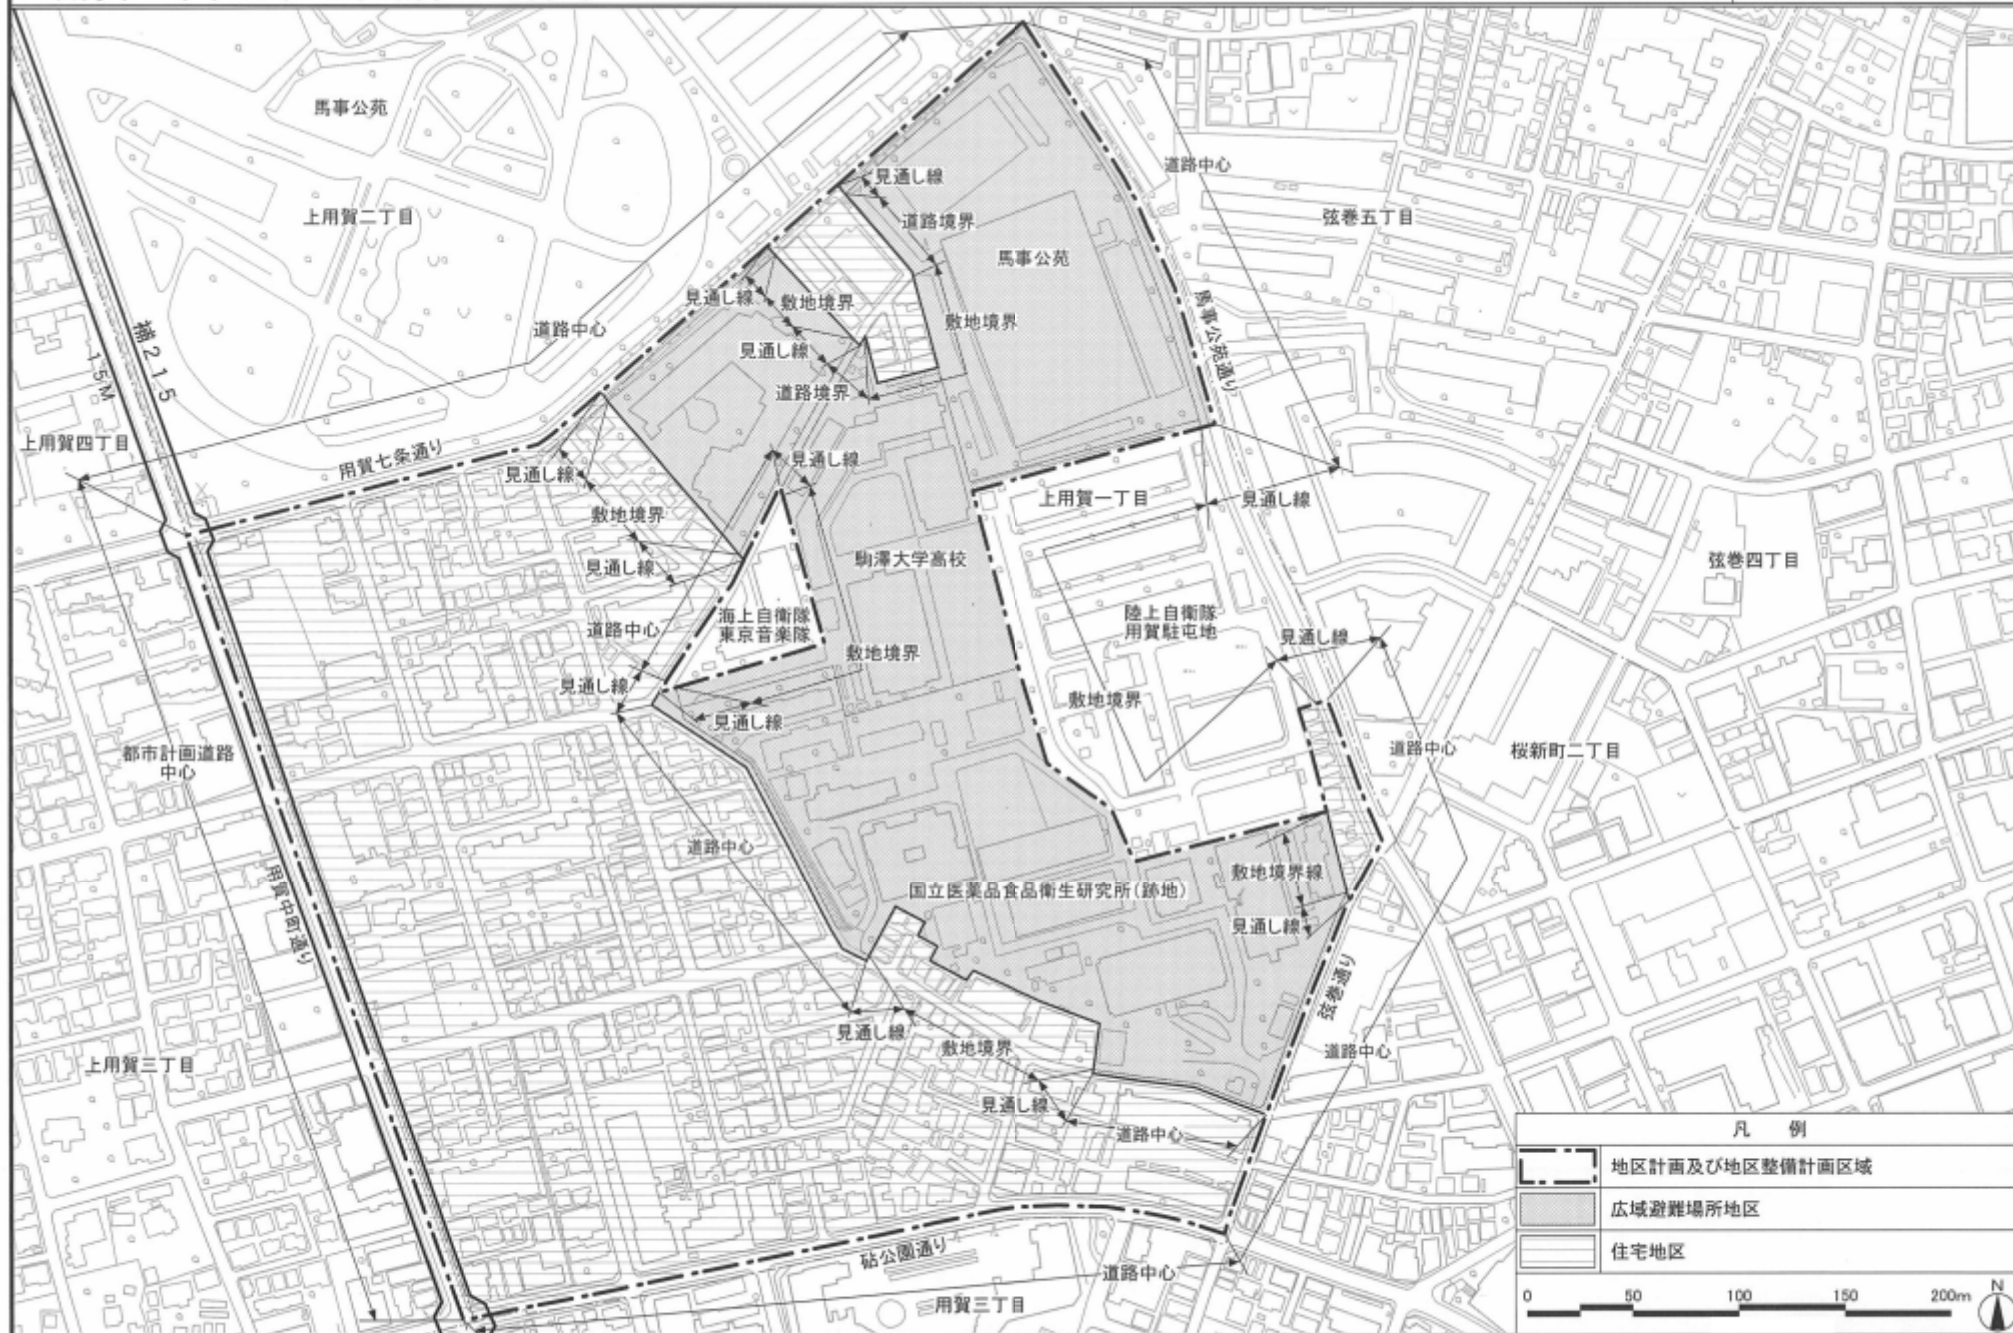 馬事公苑
道路中心
見通し線
上用賀二丁目
道路境界
弦巻五丁目
馬事公苑
見通し線
敷地境界
敷地境界
道路中心
馬事公苑通り
補215
15M
見通し線
道路境界
上用賀四丁目
用賀七条通り
見通し線
見通し線
上用賀一丁目
見通し線
敷地境界
駒澤大学高校
弦巻四丁目
見通し線
海上自衛隊
東京音楽隊
陸上自衛隊
用賀駐屯地
道路中心
見通し線
敷地境界
見通し線
敷地境界
見通し線
都市計画道路
中心
道路中心
桜新町二丁目
道路中心
敷地境界線
国立医薬品食品衛生研究所(跡地)
用賀中町通り
見通し線
弦巻通り
見通し線
敷地境界
道路中心
上用賀三丁目
見通し線
道路中心
凡 例
地区計画及び地区整備計画区域
広域避難場所地区
住宅地区
砧公園通り
道路中心
用賀三丁目
0 50 100 150 200m
N